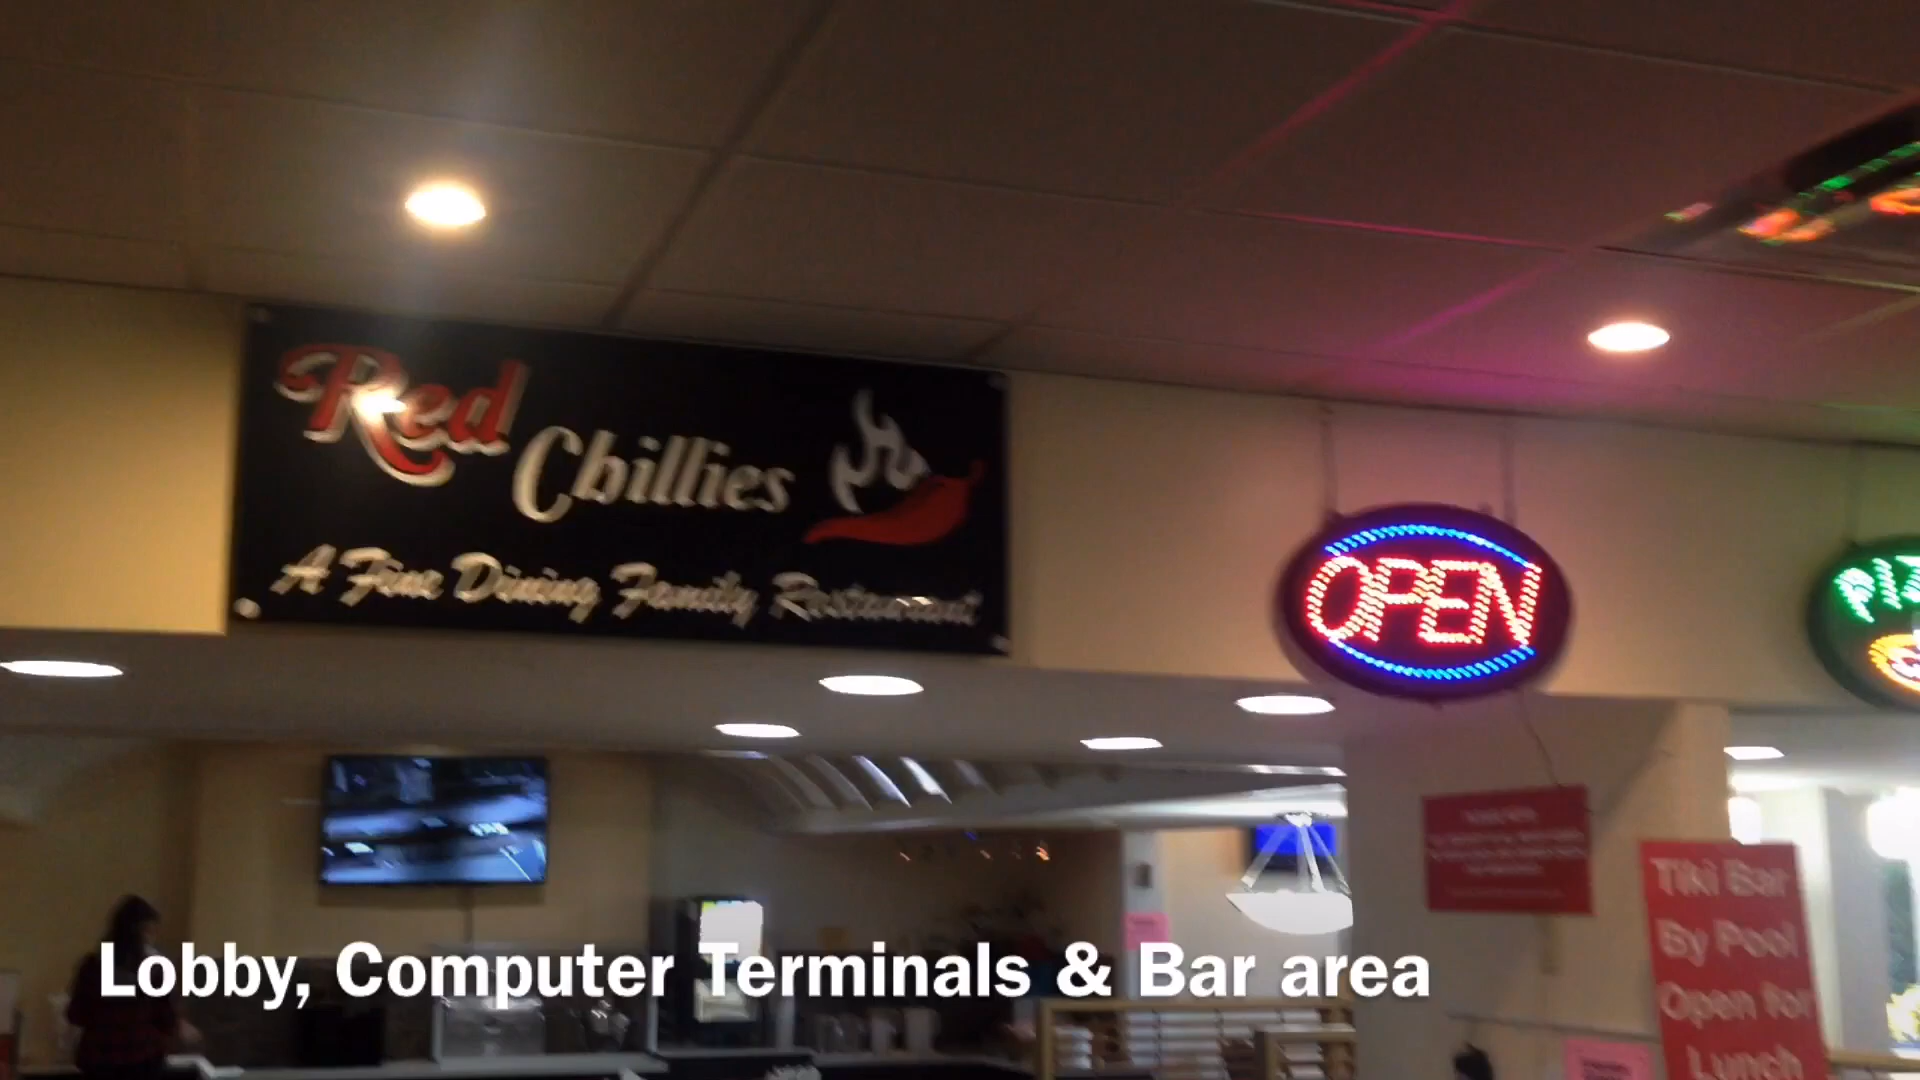 Red
Chillies
A Fine Dining Family Restaurant
OPEN
Tiki Bar
By Pool
Open for
Lunch
Lobby, Computer Terminals & Bar area